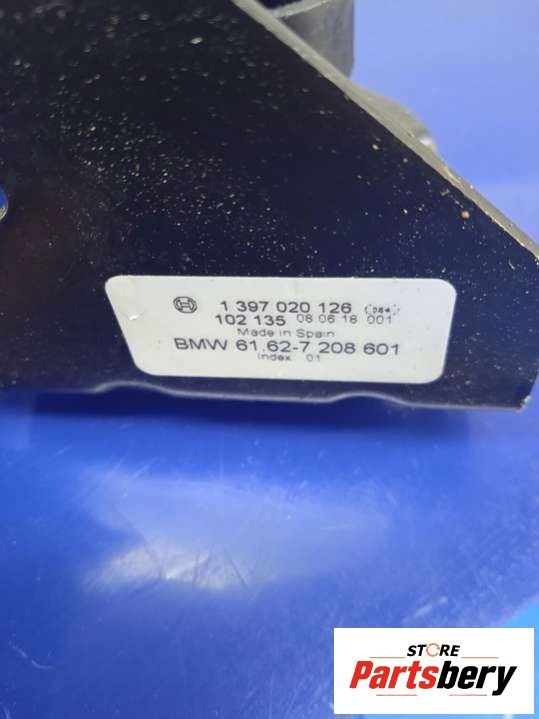 1 397 020 126 084
102 135 08 06 18 001
Made in Spain
BMW 61.62-7 208 601
Index 01
STORE
Partsbery